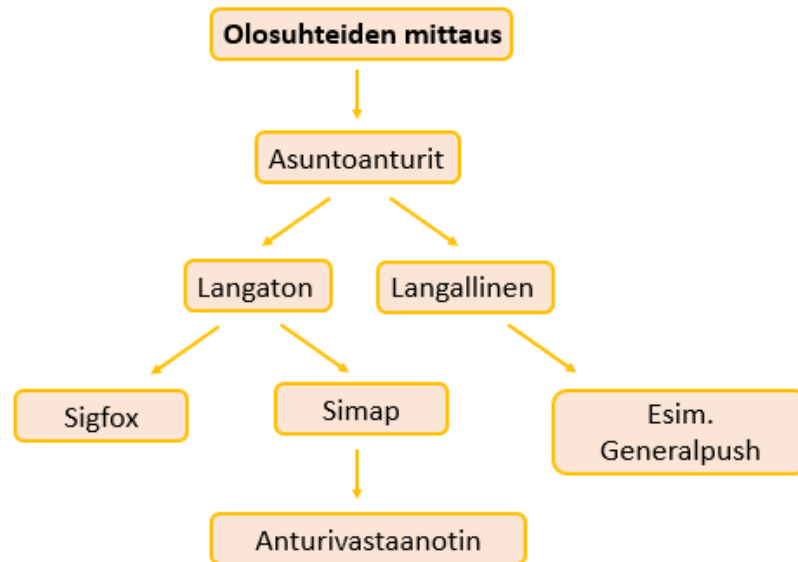 Olosuhteiden mittaus
Asuntoanturit
Langaton
Langallinen
Sigfox
Simap
Esim.
Generalpush
Anturivastaanotin